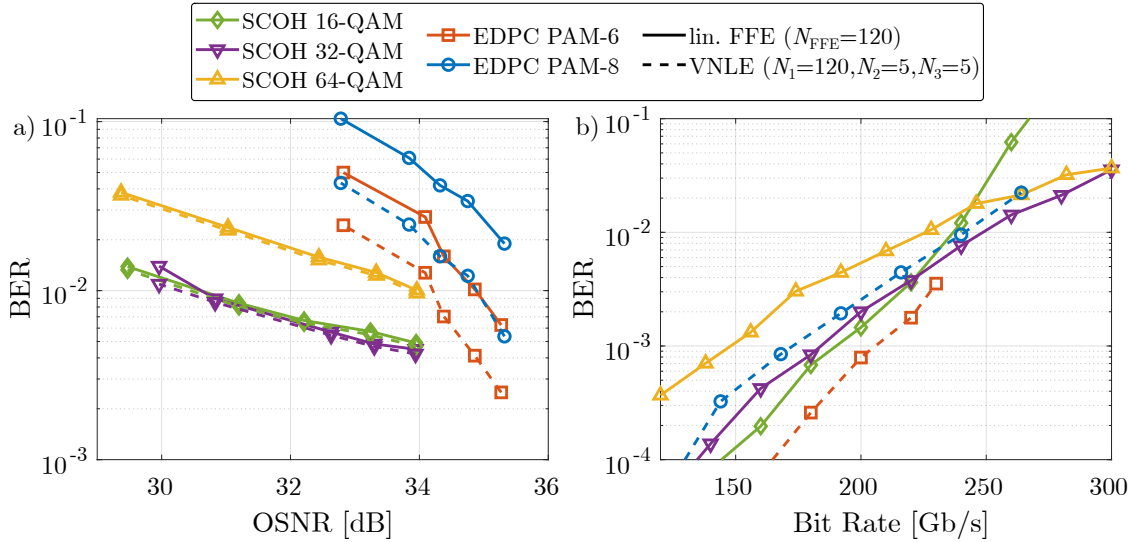 SCOH 16-QAM
SCOH 32-QAM
SCOH 64-QAM
EDPC PAM-6
EDPC PAM-8
lin. FFE (N_FFE=120)
VNLE (N_1=120,N_2=5,N_3=5)
a)
BER
10^-1
10^-2
10^-3
30 32 34 36
OSNR [dB]
b)
BER
10^-1
10^-2
10^-3
10^-4
150 200 250 300
Bit Rate [Gb/s]